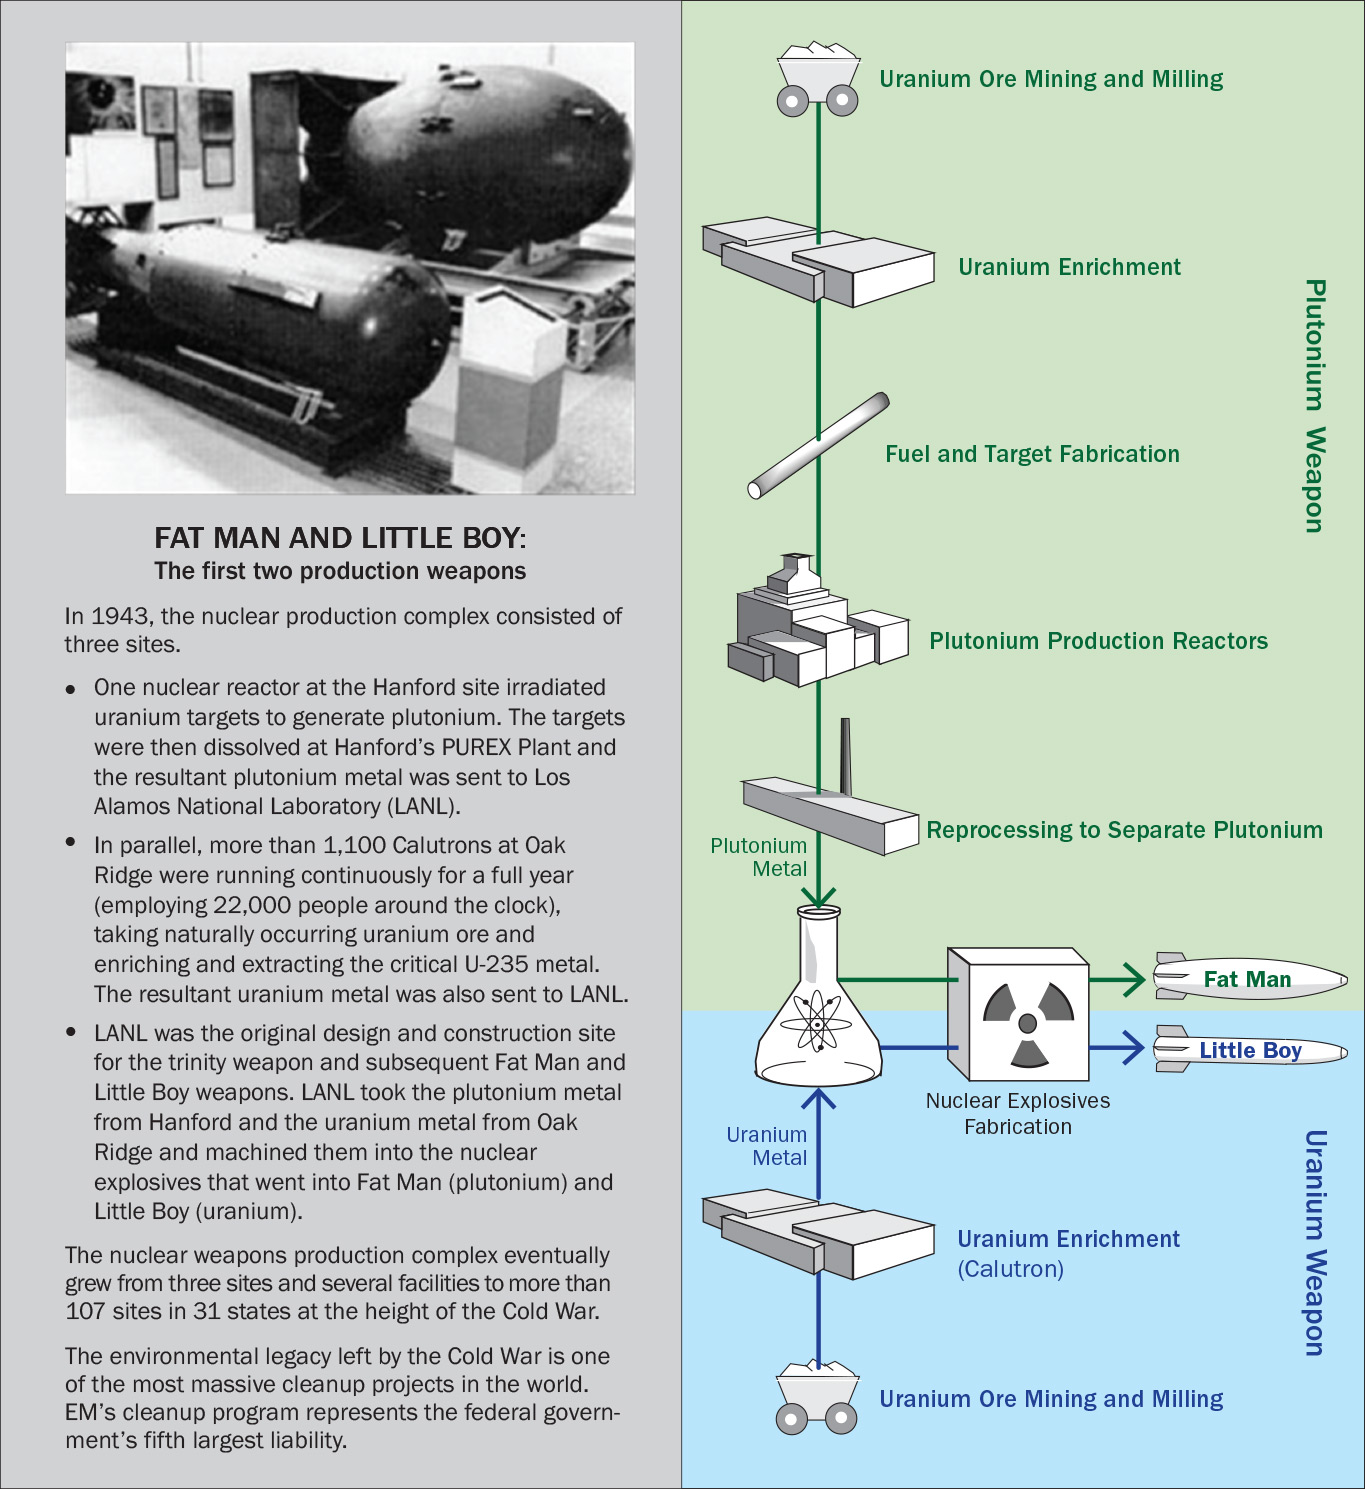 FAT MAN AND LITTLE BOY:
The first two production weapons
In 1943, the nuclear production complex consisted of
three sites.
• One nuclear reactor at the Hanford site irradiated
uranium targets to generate plutonium. The targets
were then dissolved at Hanford's PUREX Plant and
the resultant plutonium metal was sent to Los
Alamos National Laboratory (LANL).
• In parallel, more than 1,100 Calutrons at Oak
Ridge were running continuously for a full year
(employing 22,000 people around the clock),
taking naturally occurring uranium ore and
enriching and extracting the critical U-235 metal.
The resultant uranium metal was also sent to LANL.
• LANL was the original design and construction site
for the trinity weapon and subsequent Fat Man and
Little Boy weapons. LANL took the plutonium metal
from Hanford and the uranium metal from Oak
Ridge and machined them into the nuclear
explosives that went into Fat Man (plutonium) and
Little Boy (uranium).
The nuclear weapons production complex eventually
grew from three sites and several facilities to more than
107 sites in 31 states at the height of the Cold War.
The environmental legacy left by the Cold War is one
of the most massive cleanup projects in the world.
EM's cleanup program represents the federal govern-
ment's fifth largest liability.
Uranium Ore Mining and Milling
Uranium Enrichment
Fuel and Target Fabrication
Plutonium Weapon
Plutonium Production Reactors
Reprocessing to Separate Plutonium
Plutonium
Metal
Fat Man
Little Boy
Nuclear Explosives
Fabrication
Uranium
Metal
Uranium Weapon
Uranium Enrichment
(Calutron)
Uranium Ore Mining and Milling